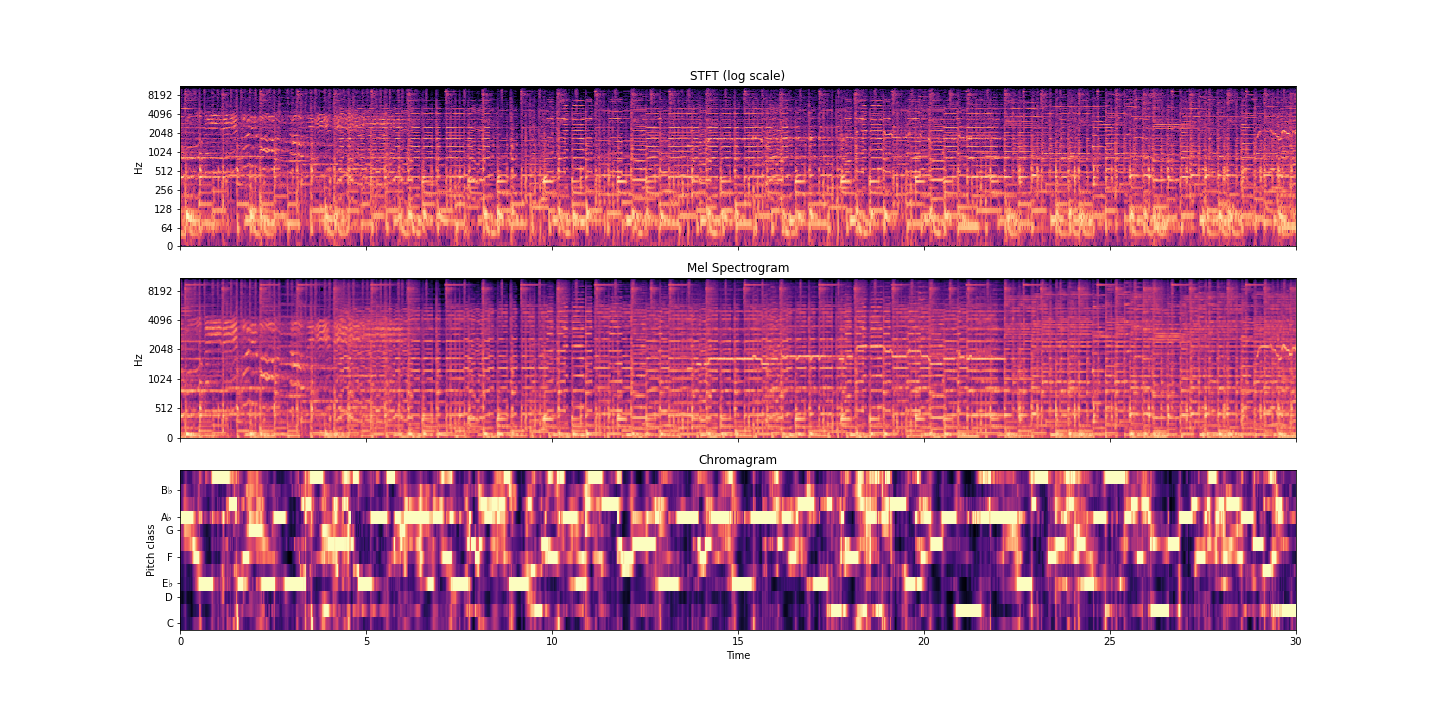 STFT (log scale)
8192
4096
2048
1024
512
256
128
64
0
Hz
Mel Spectrogram
8192
4096
2048
1024
512
0
Hz
Chromagram
B♭
A♭
G
F
E♭
D
C
Pitch class
0 5 10 15 20 25 30
Time